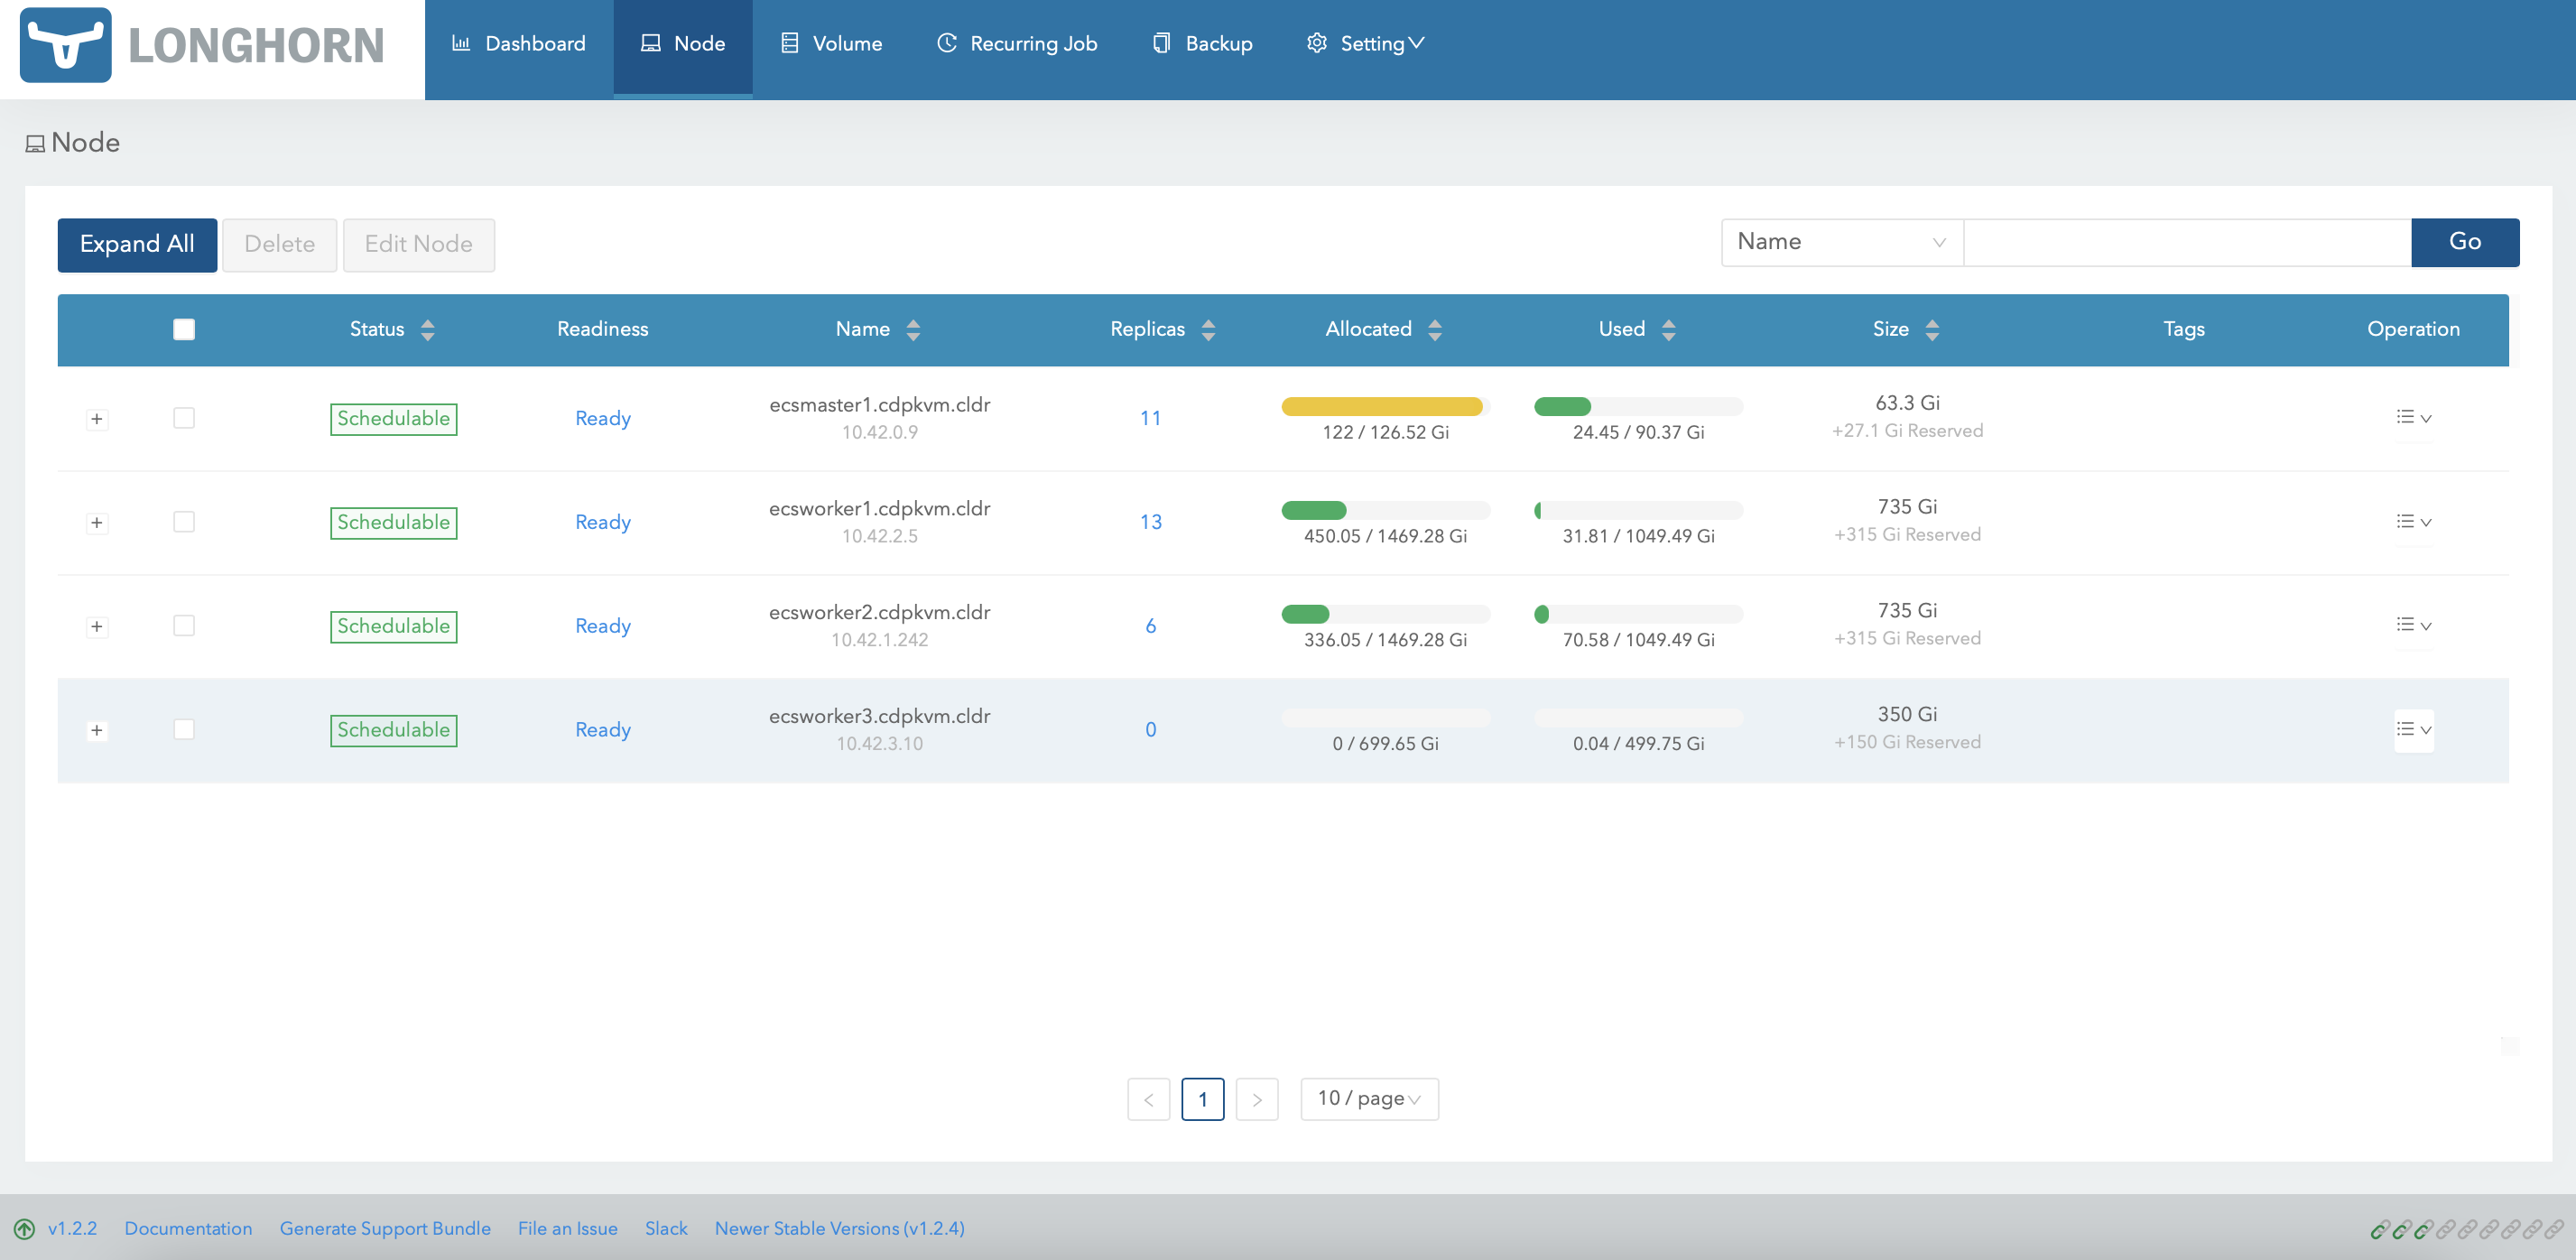 LONGHORN
Dashboard Node Volume Recurring Job Backup Setting
Node
Expand All Delete Edit Node Name Go
Status Readiness Name Replicas Allocated Used Size Tags Operation
Schedulable Ready ecsmaster1.cdpkvm.cldr 11 63.3 Gi
10.42.0.9 122 / 126.52 Gi 24.45 / 90.37 Gi +27.1 Gi Reserved
Schedulable Ready ecsworker1.cdpkvm.cldr 13 735 Gi
10.42.2.5 450.05 / 1469.28 Gi 31.81 / 1049.49 Gi +315 Gi Reserved
Schedulable Ready ecsworker2.cdpkvm.cldr 6 735 Gi
10.42.1.242 336.05 / 1469.28 Gi 70.58 / 1049.49 Gi +315 Gi Reserved
Schedulable Ready ecsworker3.cdpkvm.cldr 0 350 Gi
10.42.3.10 0 / 699.65 Gi 0.04 / 499.75 Gi +150 Gi Reserved
< 1 > 10 / page
v1.2.2 Documentation Generate Support Bundle File an Issue Slack Newer Stable Versions (v1.2.4)